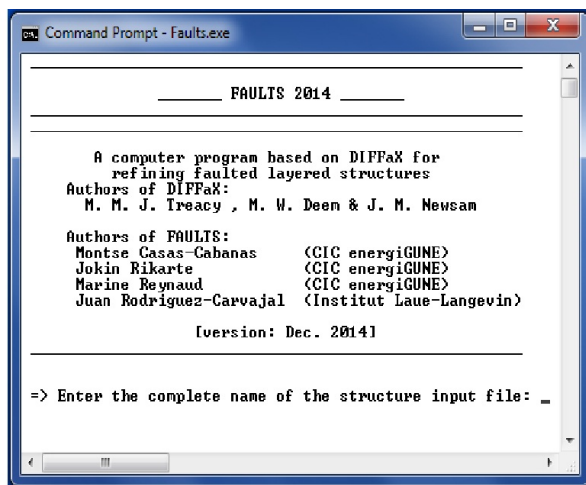 Command Prompt - Faults.exe
FAULTS 2014
A computer program based on DIFFaX for
refining faulted layered structures
Authors of DIFFaX:
M. M. J. Treacy , M. W. Deem & J. M. Newsam
Authors of FAULTS:
Montse Casas-Cabanas (CIC energiGUNE)
Jokin Rikarte (CIC energiGUNE)
Marine Reynaud (CIC energiGUNE)
Juan Rodriguez-Carvajal (Institut Laue-Langevin)
[version: Dec. 2014]
=> Enter the complete name of the structure input file: _